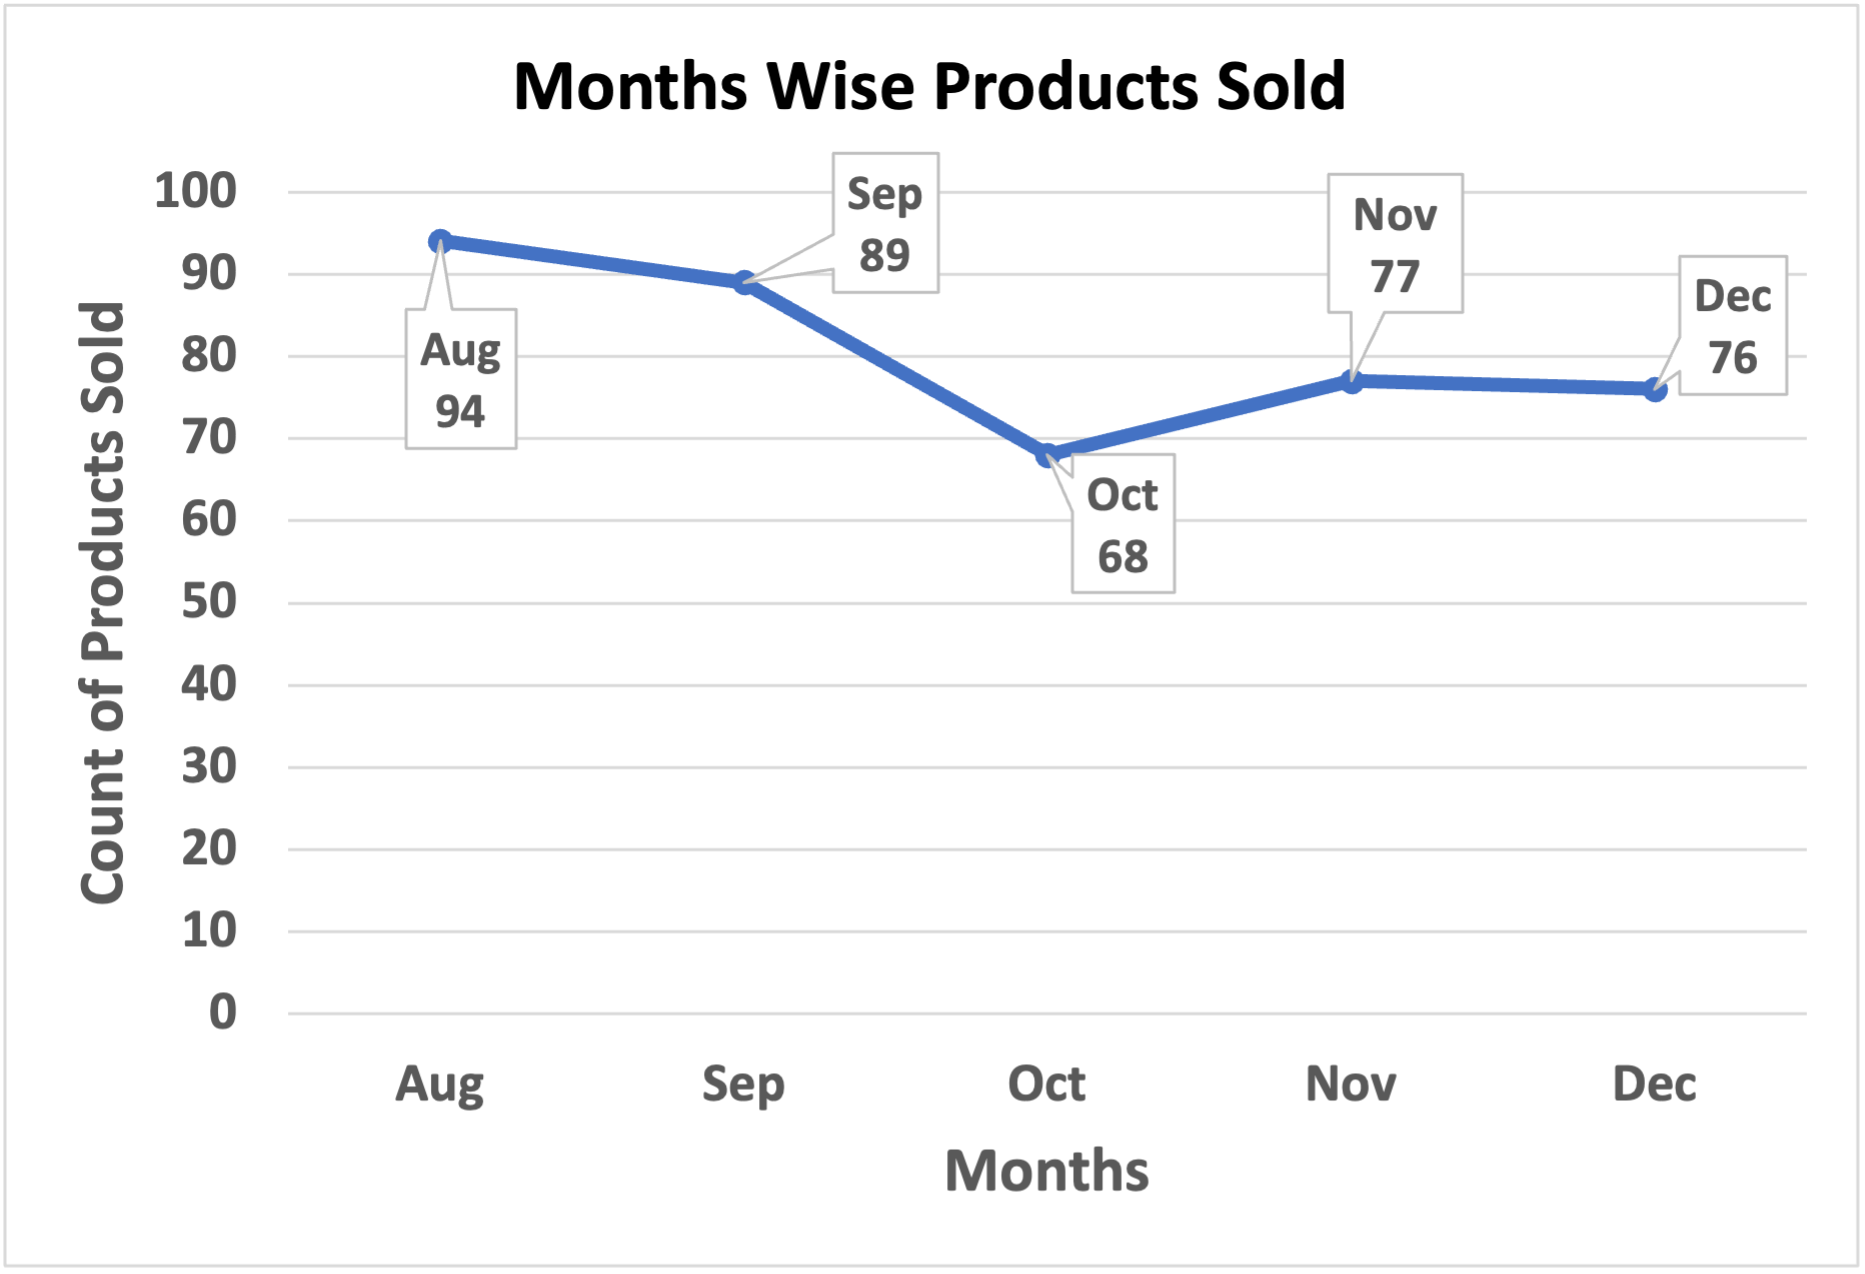 Months Wise Products Sold
Count of Products Sold
100
90
80
70
60
50
40
30
20
10
0
Aug
94
Sep
89
Oct
68
Nov
77
Dec
76
Aug
Sep
Oct
Nov
Dec
Months